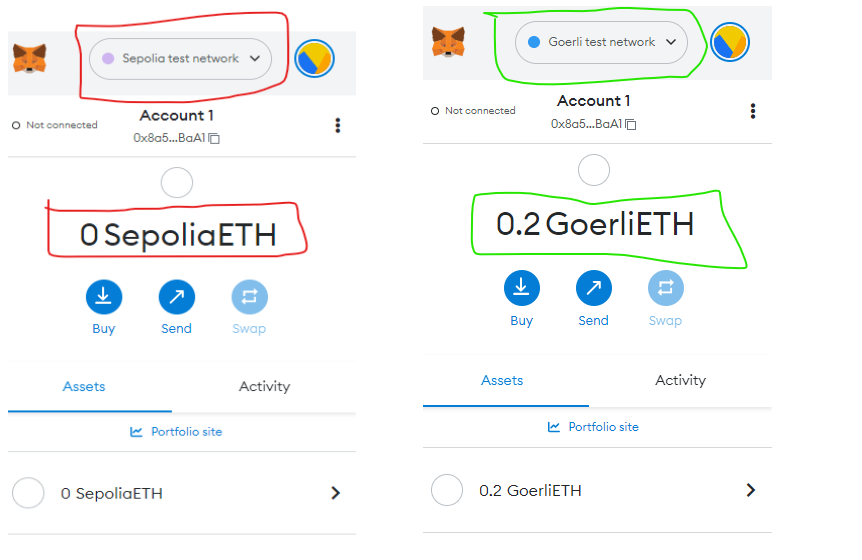 Sepolia test network
Not connected
Account 1
0x8a5...BaA1
0 SepoliaETH
Buy
Send
Swap
Assets
Activity
Portfolio site
0 SepoliaETH
Goerli test network
Not connected
Account 1
0x8a5...BaA1
0.2 GoerliETH
Buy
Send
Swap
Assets
Activity
Portfolio site
0.2 GoerliETH